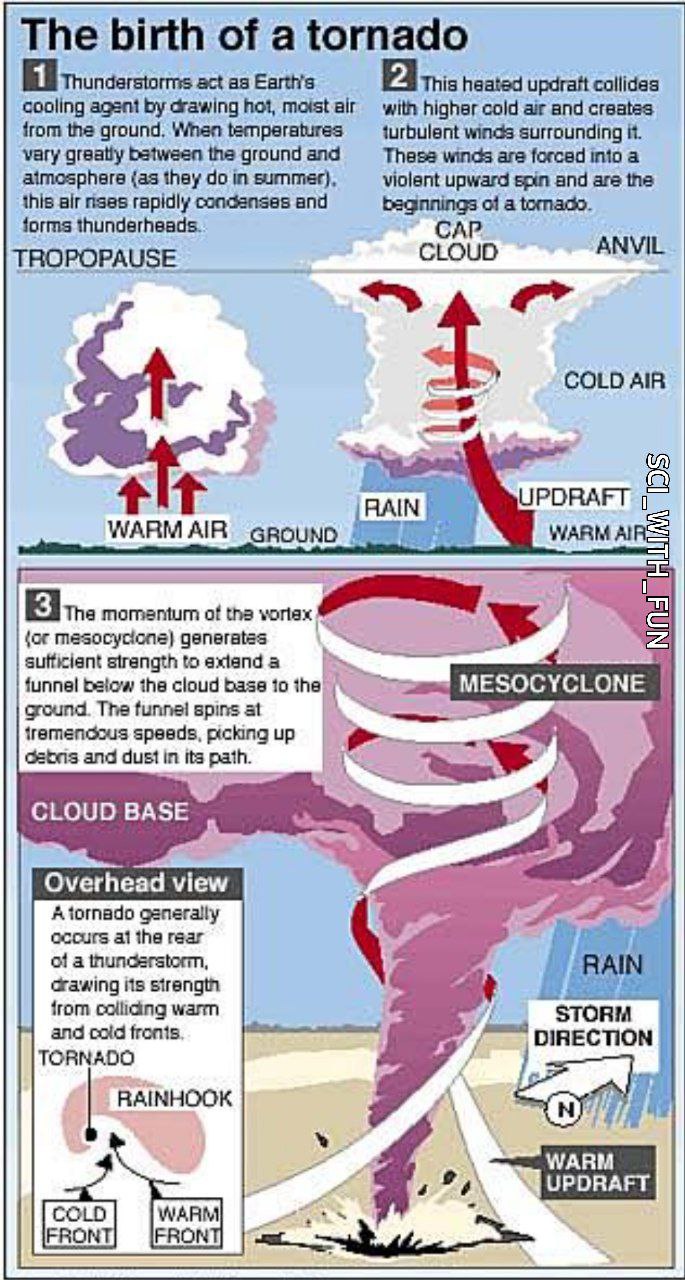 The birth of a tornado
1 Thunderstorms act as Earth's
cooling agent by drawing hot, moist air
from the ground. When temperatures
vary greatly between the ground and
atmosphere (as they do in summer),
this air rises rapidly condenses and
forms thunderheads.
2 This heated updraft collides
with higher cold air and creates
turbulent winds surrounding it.
These winds are forced into a
violent upward spin and are the
beginnings of a tornado.
TROPOPAUSE
CAP
CLOUD
ANVIL
COLD AIR
RAIN
UPDRAFT
WARM AIR
GROUND
WARM AIR
SCI_WITH_FUN
3 The momentum of the vortex
(or mesocyclone) generates
sufficient strength to extend a
funnel below the cloud base to the
ground. The funnel spins at
tremendous speeds, picking up
debris and dust in its path.
MESOCYCLONE
CLOUD BASE
Overhead view
A tornado generally
occurs at the rear
of a thunderstorm,
drawing its strength
from colliding warm
and cold fronts.
TORNADO
RAINHOOK
COLD
FRONT
WARM
FRONT
RAIN
STORM
DIRECTION
N
WARM
UPDRAFT